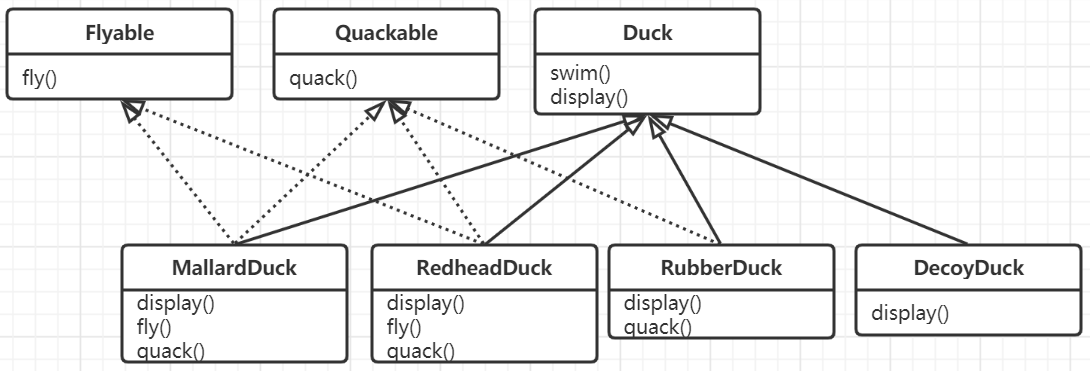 Flyable
fly()
Quackable
quack()
Duck
swim()
display()
MallardDuck
display()
fly()
quack()
RedheadDuck
display()
fly()
quack()
RubberDuck
display()
quack()
DecoyDuck
display()